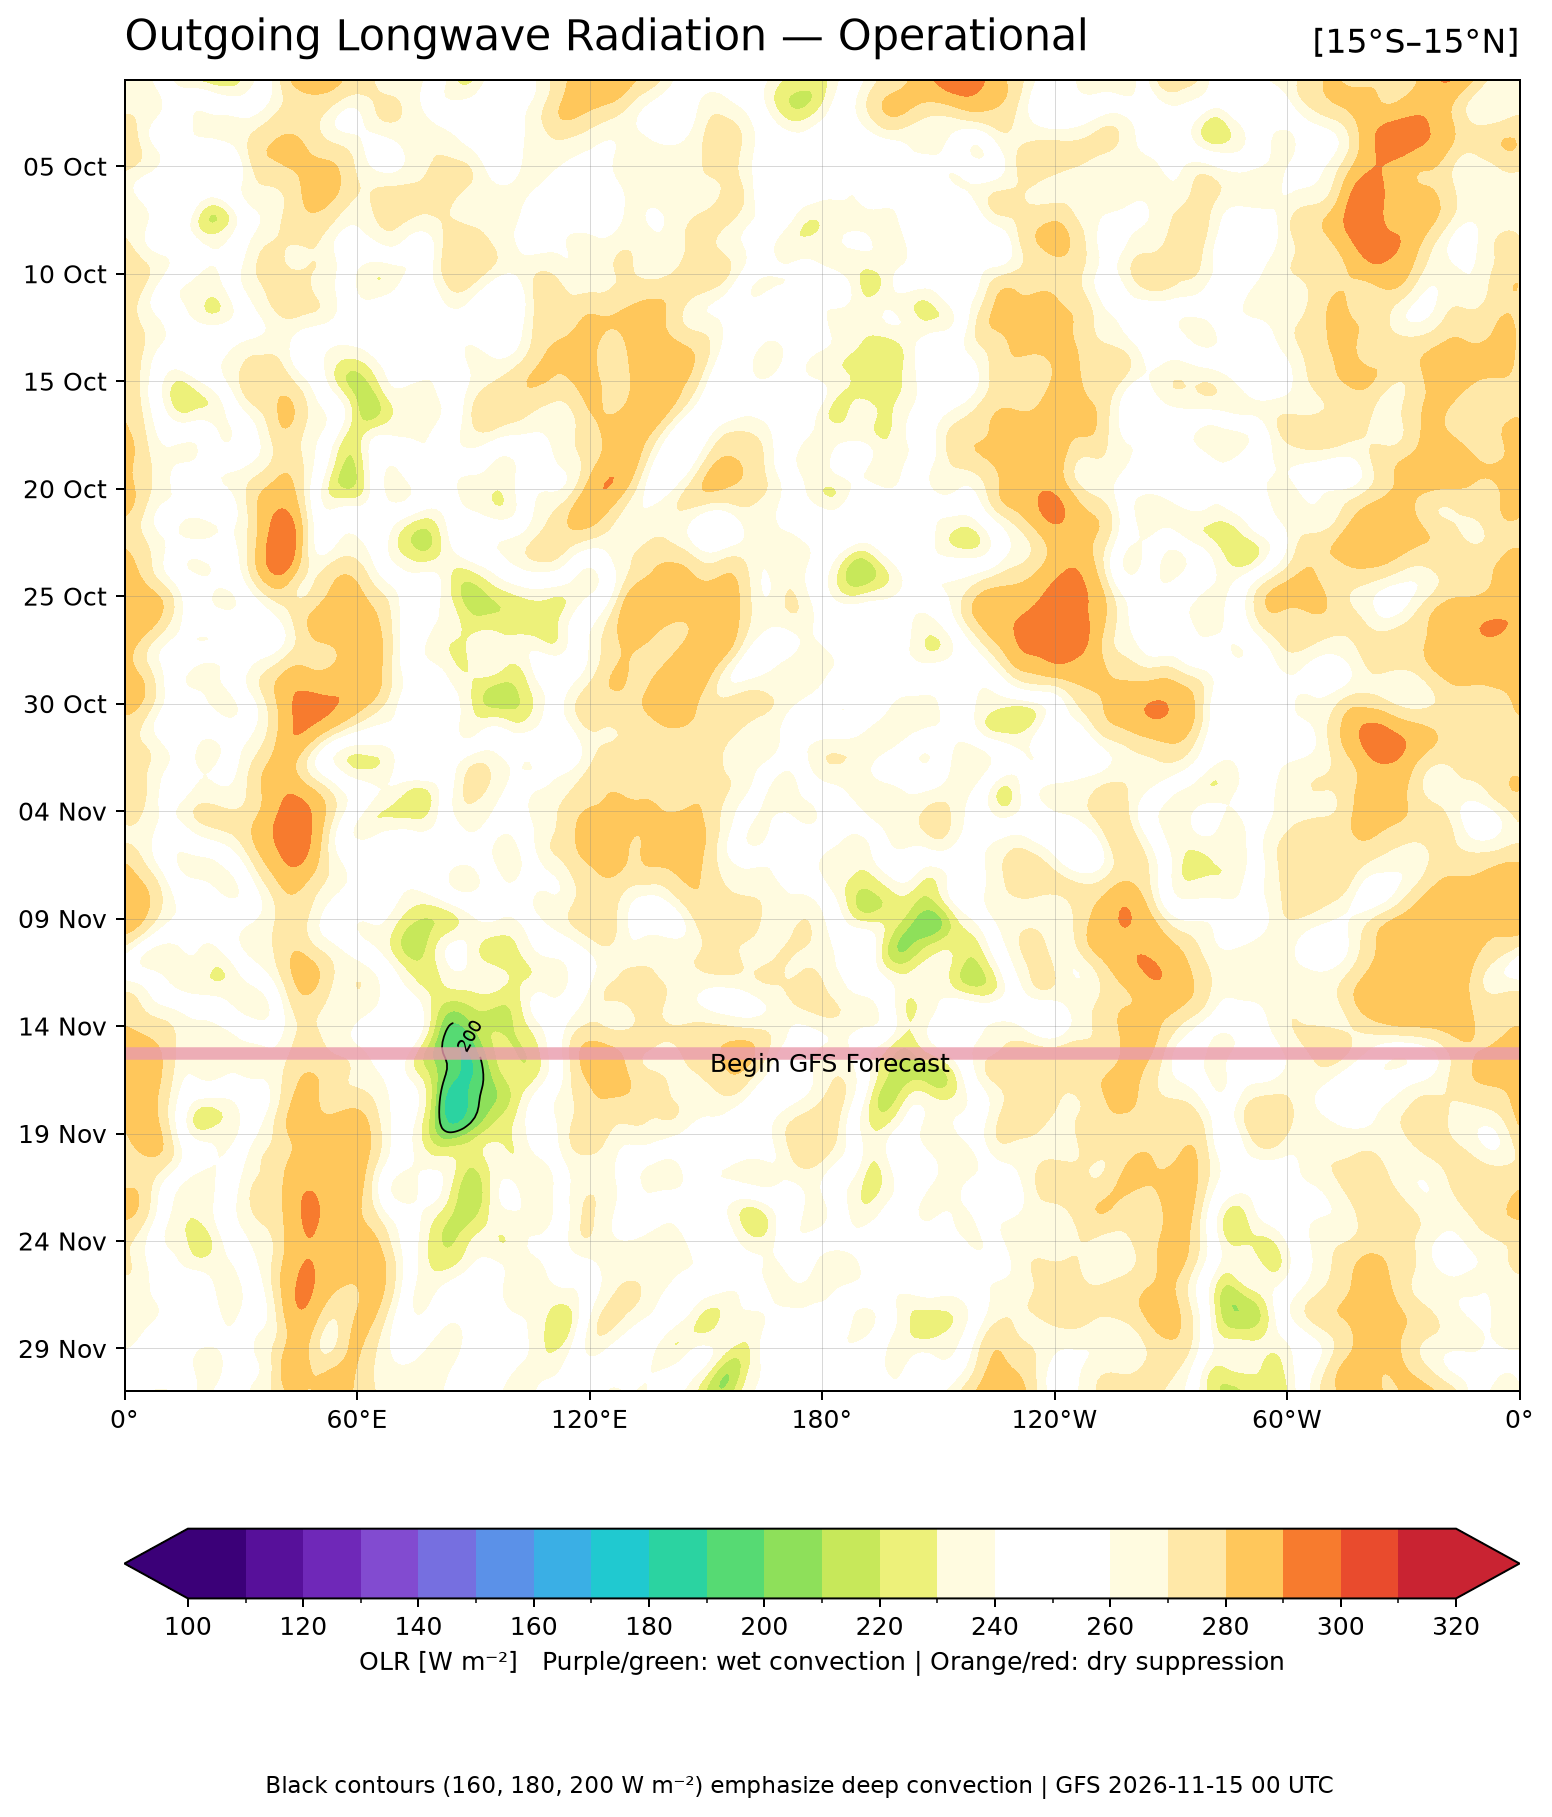 Outgoing Longwave Radiation — Operational
[15°S–15°N]
05 Oct
10 Oct
15 Oct
20 Oct
25 Oct
30 Oct
04 Nov
09 Nov
14 Nov
19 Nov
24 Nov
29 Nov
200
Begin GFS Forecast
0° 60°E 120°E 180° 120°W 60°W 0°
100 120 140 160 180 200 220 240 260 280 300 320
OLR [W m⁻²]   Purple/green: wet convection | Orange/red: dry suppression
Black contours (160, 180, 200 W m⁻²) emphasize deep convection | GFS 2026-11-15 00 UTC